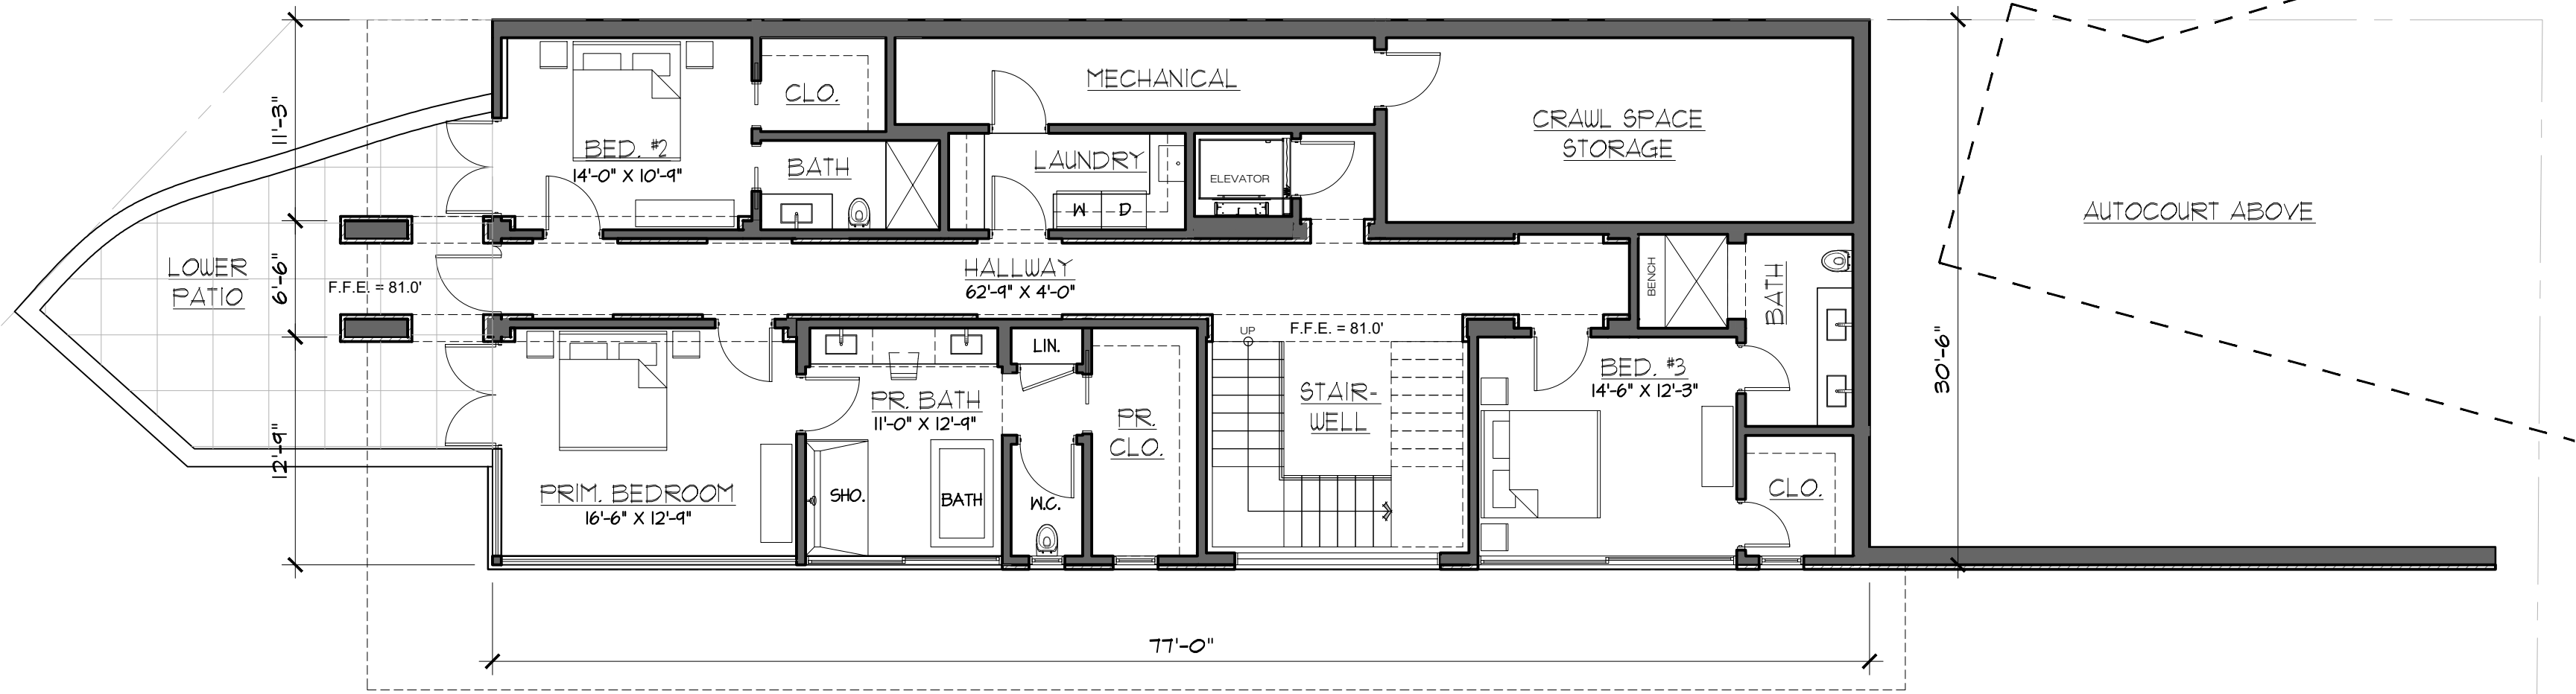 MECHANICAL
CLO.
CRAWL SPACE
STORAGE
11'-3"
BED. #2
14'-0" X 10'-9"
BATH
LAUNDRY
ELEVATOR
W D
AUTOCOURT ABOVE
LOWER
PATIO
6'-6"
F.F.E. = 81.0'
HALLWAY
62'-9" X 4'-0"
BENCH
BATH
UP
F.F.E. = 81.0'
LIN.
30'-6"
BED. #3
14'-6" X 12'-3"
PR. BATH
11'-0" X 12'-9"
STAIR-
WELL
PR.
CLO.
12'-9"
PRIM. BEDROOM
16'-6" X 12'-9"
SHO.
BATH
W.C.
CLO.
77'-0"